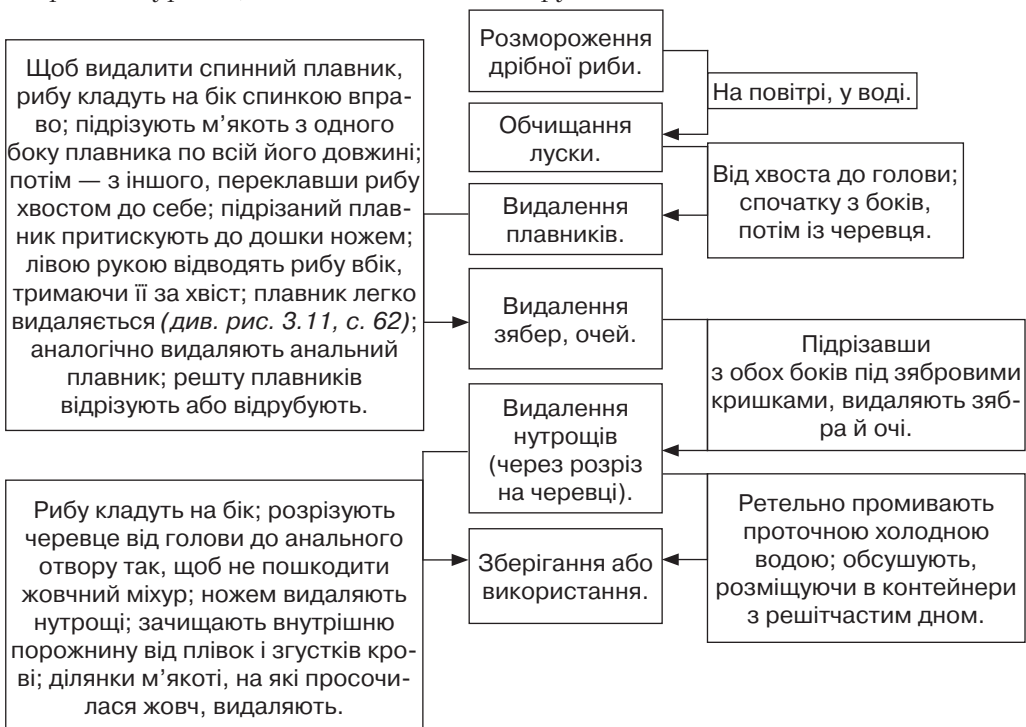 Розмороження
дрібної риби.
На повітрі, у воді.
Обчищання
луски.
Від хвоста до голови;
спочатку з боків,
потім із черевця.
Видалення
плавників.
Щоб видалити спинний плавник,
рибу кладуть на бік спинкою впра-
во; підрізують м’якоть з одного
боку плавника по всій його довжині;
потім — з іншого, переклавши рибу
хвостом до себе; підрізаний плав-
ник притискують до дошки ножем;
лівою рукою відводять рибу вбік,
тримаючи її за хвіст; плавник легко
видаляється (див. рис. 3.11, с. 62);
аналогічно видаляють анальний
плавник; решту плавників
відрізують або відрубують.
Видалення
зябер, очей.
Підрізавши
з обох боків під зябровими
кришками, видаляють зяб-
ра й очі.
Видалення
нутрощів
(через розріз
на черевці).
Рибу кладуть на бік; розрізують
черевце від голови до анального
отвору так, щоб не пошкодити
жовчний міхур; ножем видаляють
нутрощі; зачищають внутрішню
порожнину від плівок і згустків кро-
ві; ділянки м’якоті, на які просочи-
лася жовч, видаляють.
Ретельно промивають
проточною холодною
водою; обсушують,
розміщуючи в контейнери
з решітчастим дном.
Зберігання або
використання.